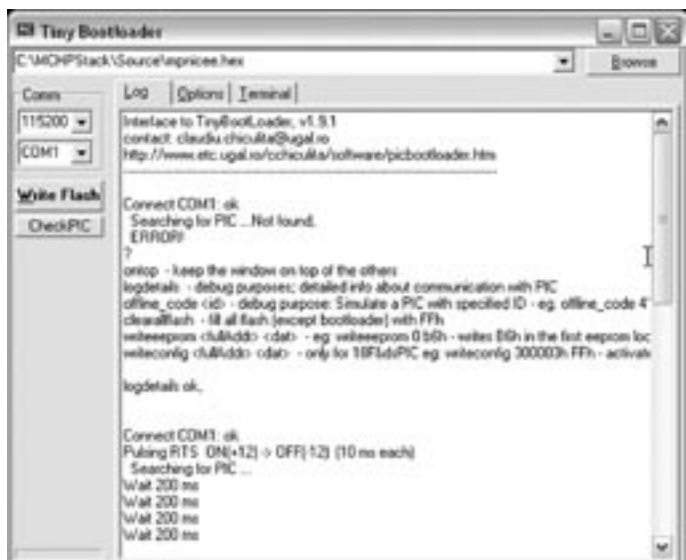 Tiny Bootloader
C:\MCHPStack\Source\mpnicee.hex
Browse
Comm
115200
COM1
Write Flash
CheckPIC
Log Options Terminal
Interface to TinyBootLoader, v1.9.1
contact: claudiu.chiculita@ugal.ro
http://www.etc.ugal.ro/cchiculita/software/picbootloader.htm
Connect COM1: ok
Searching for PIC ...Not found.
ERROR!
?
ontop - keep the window on top of the others
logdetails - debug purposes; detailed info about communication with PIC
offline_code <id> - debug purpose: Simulate a PIC with specified ID - eg: offline_code 4
clearallflash - fill all flash (except bootloader) with FFh
writeeeprom <fulAdd> <dat> - eg: writeeeprom 0 b6h - writes B6h in the first eeprom loc
writeconfig <fulAdd> <dat> - only for 18F&dsPIC eg: writeconfig 300003h FFh - activate
logdetails ok,
Connect COM1: ok
Pulsing RTS ON(+12) -> OFF(-12) (10 ms each)
Searching for PIC ...
Wait 200 ms
Wait 200 ms
Wait 200 ms
Wait 200 ms